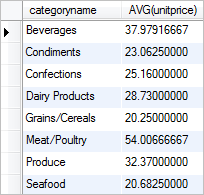 categoryname AVG(unitprice)
Beverages 37.97916667
Condiments 23.06250000
Confections 25.16000000
Dairy Products 28.73000000
Grains/Cereals 20.25000000
Meat/Poultry 54.00666667
Produce 32.37000000
Seafood 20.68250000